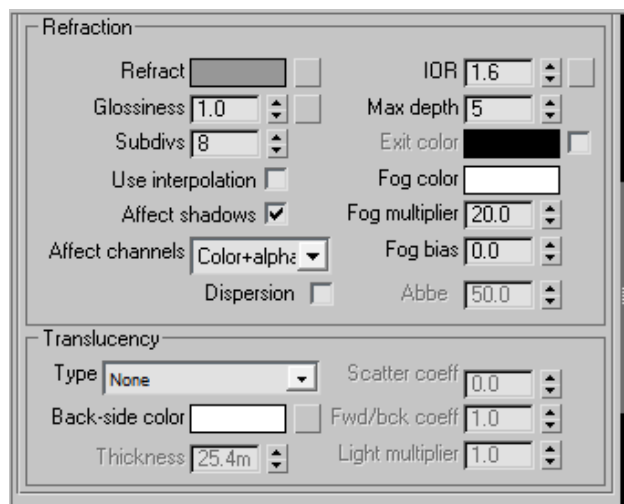 Refraction
Refract IOR 1.6
Glossiness 1.0 Max depth 5
Subdivs 8 Exit color
Use interpolation Fog color
Affect shadows Fog multiplier 20.0
Affect channels Color+alpha Fog bias 0.0
Dispersion Abbe 50.0
Translucency
Type None Scatter coeff 0.0
Back-side color Fwd/bck coeff 1.0
Thickness 25.4m Light multiplier 1.0